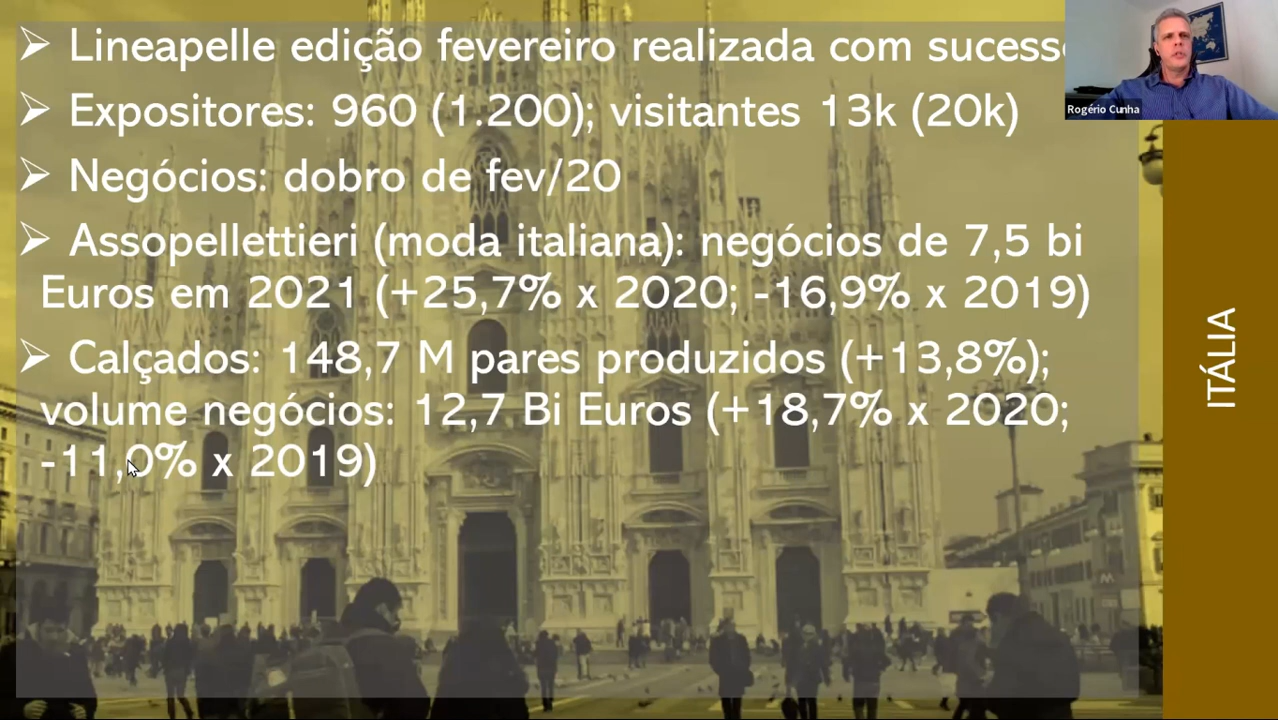 ➢ Lineapelle edição fevereiro realizada com
➢ Expositores: 960 (1.200); visitantes 13k (20k)
➢ Negócios: dobro de fev/20
➢ Assopellettieri (moda italiana): negócios de 7,5 bi
Euros em 2021 (+25,7% x 2020; -16,9% x 2019)
➢ Calçados: 148,7 M pares produzidos (+13,8%);
volume negócios: 12,7 Bi Euros (+18,7% x 2020;
-11,0% x 2019)
Rogério Cunha
ITÁLIA